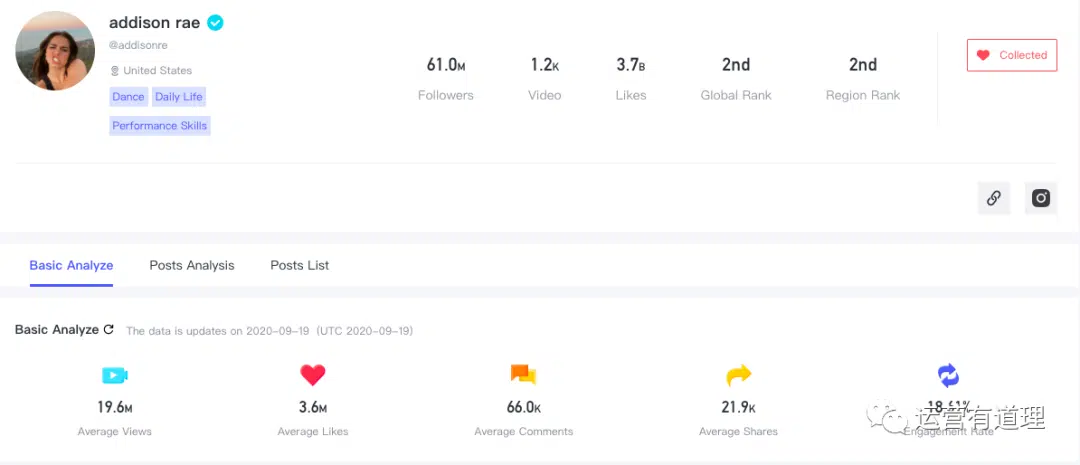 addison rae
@addisonre
United States
Dance Daily Life
Performance Skills
61.0M 1.2K 3.7B 2nd 2nd
Followers Video Likes Global Rank Region Rank
Collected
Basic Analyze Posts Analysis Posts List
Basic Analyze The data is updates on 2020-09-19 (UTC 2020-09-19)
19.6M 3.6M 66.0K 21.9K 18.61%
Average Views Average Likes Average Comments Average Shares Engagement Rate
运营有道理